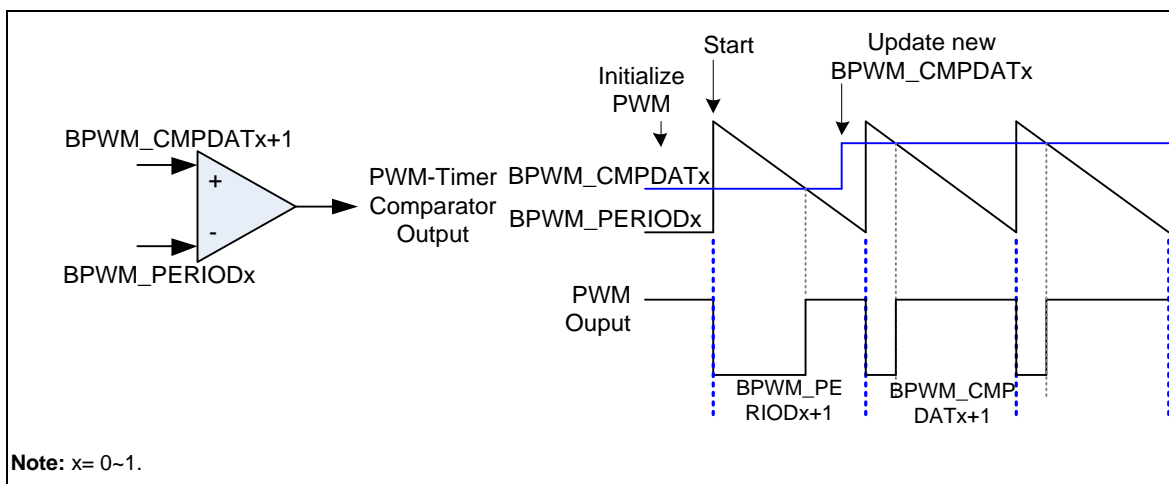 BPWM_CMPDATx+1
+
-
BPWM_PERIODx
PWM-Timer
Comparator
Output
Start
Initialize
PWM
Update new
BPWM_CMPDATx
BPWM_CMPDATx
BPWM_PERIODx
PWM
Ouput
BPWM_PE
RIODx+1
BPWM_CMP
DATx+1
Note: x= 0~1.